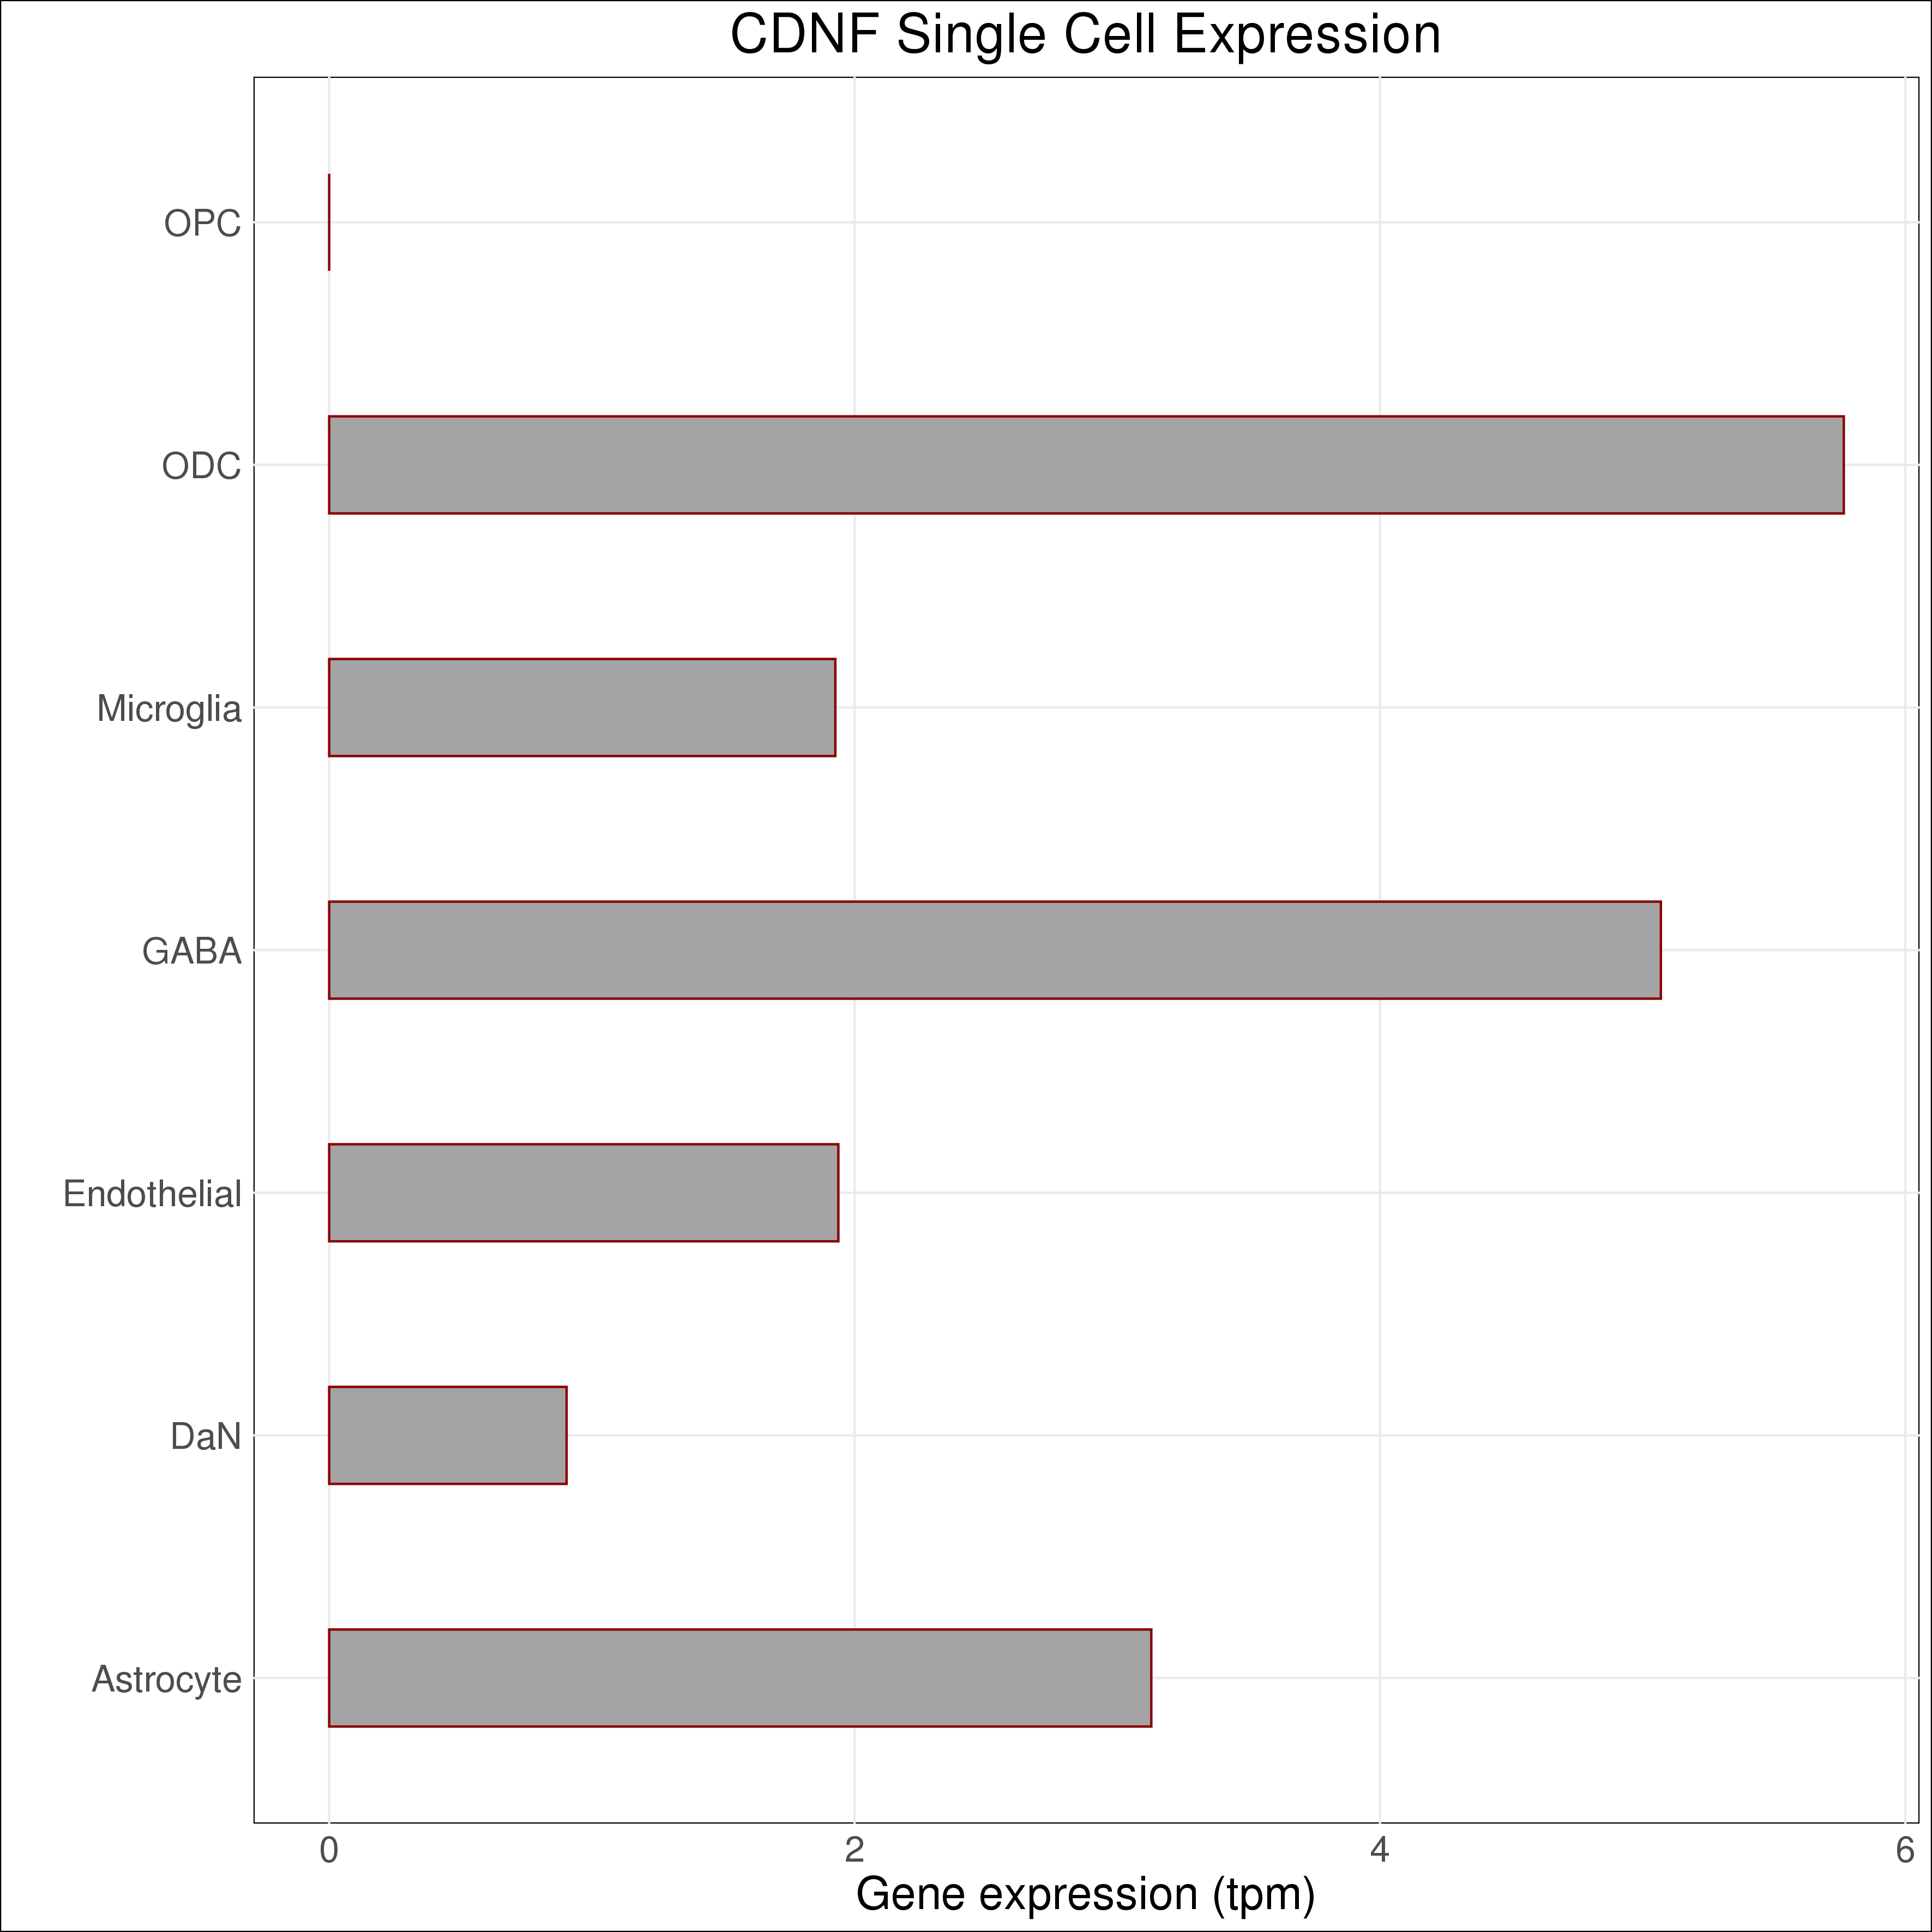 CDNF Single Cell Expression
OPC
ODC
Microglia
GABA
Endothelial
DaN
Astrocyte
0 2 4 6
Gene expression (tpm)